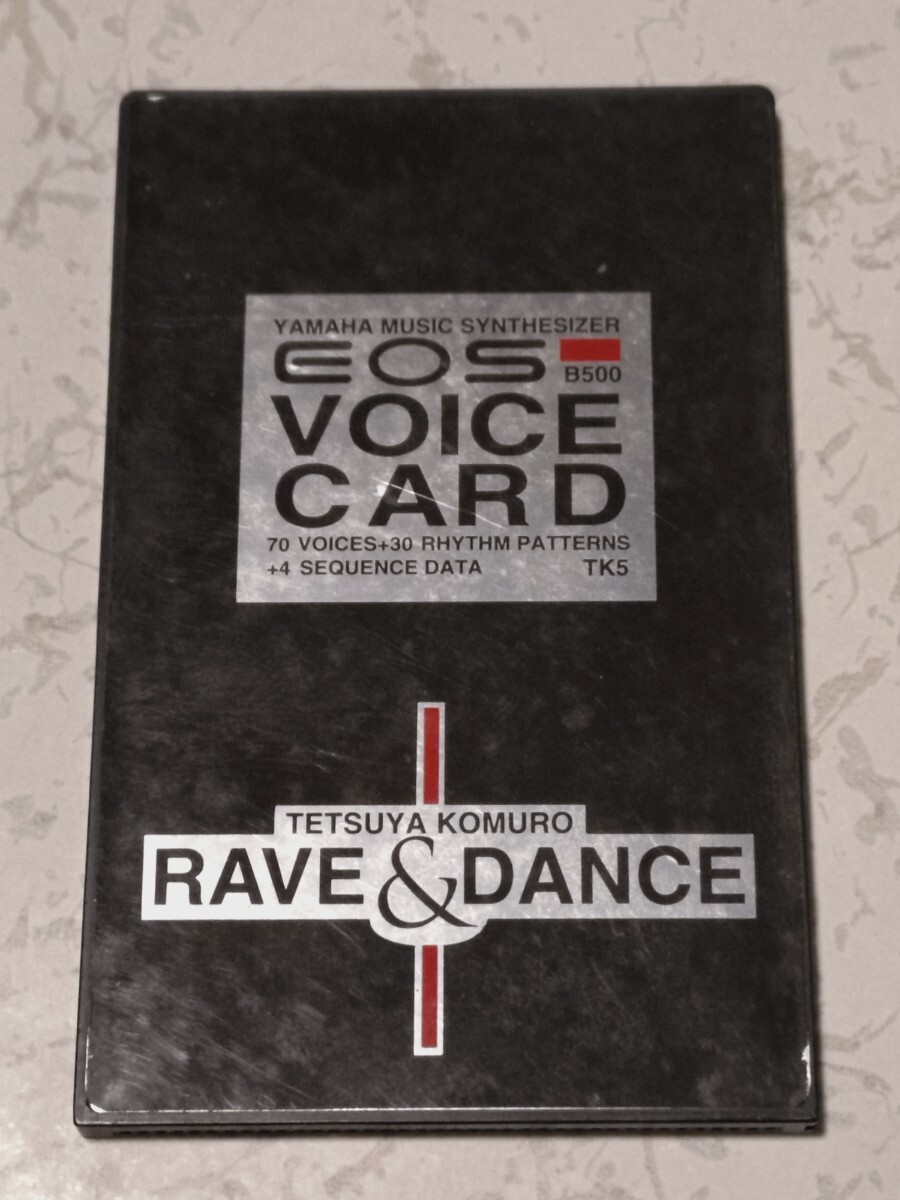 YAMAHA MUSIC SYNTHESIZER
EOS
B500
VOICE
CARD
70 VOICES+30 RHYTHM PATTERNS
+4 SEQUENCE DATA TK5
TETSUYA KOMURO
RAVE & DANCE